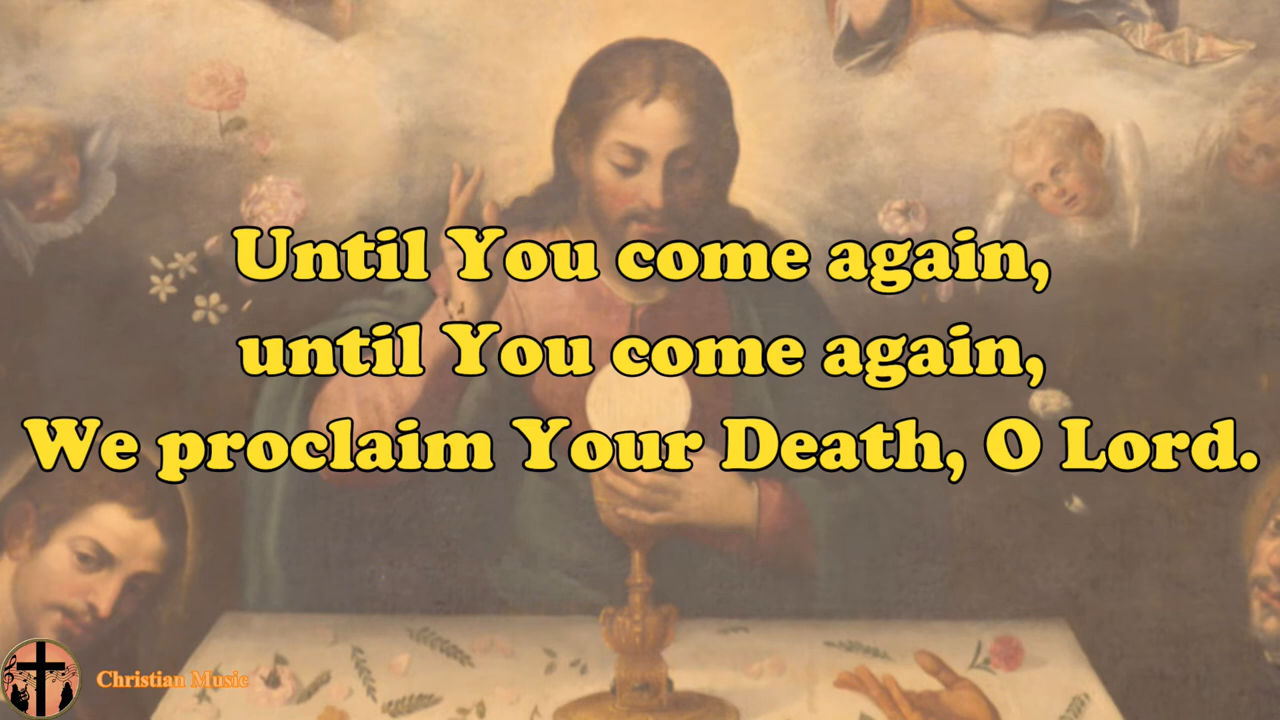 Until You come again,
until You come again,
We proclaim Your Death, O Lord.
Christian Music